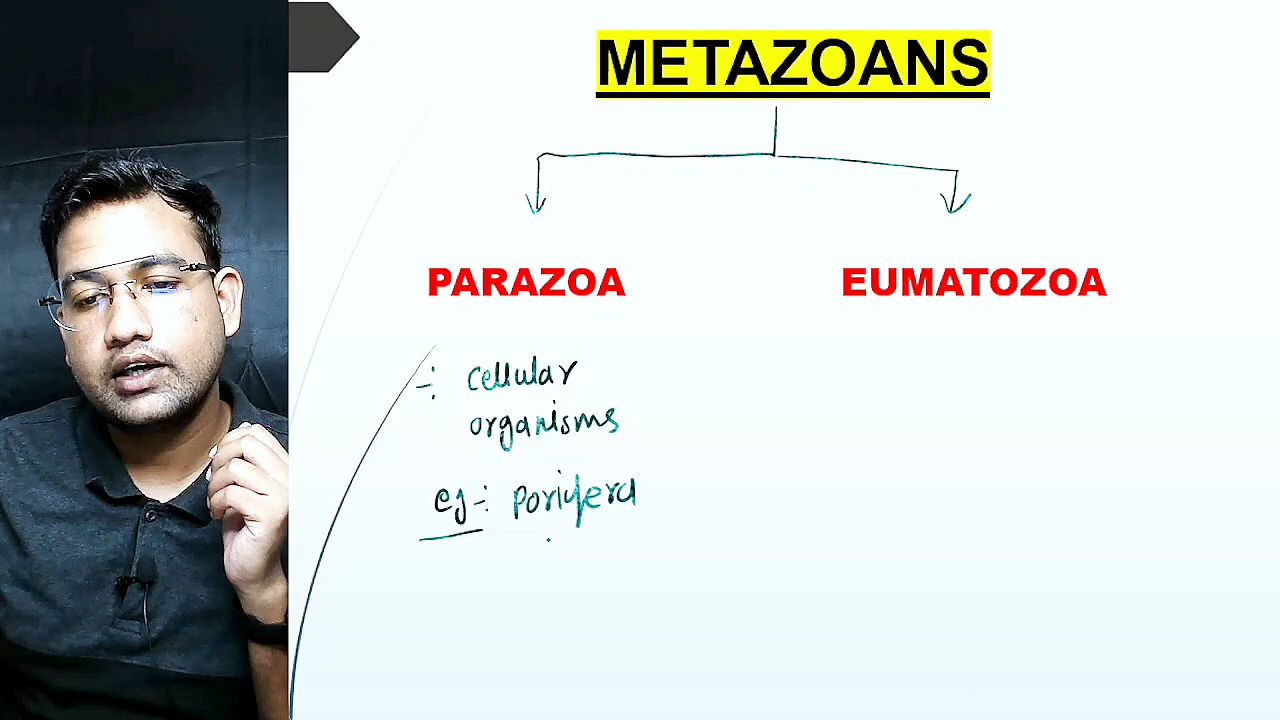 METAZOANS
PARAZOA
EUMATOZOA
-: cellular
organisms
eg-: porifera